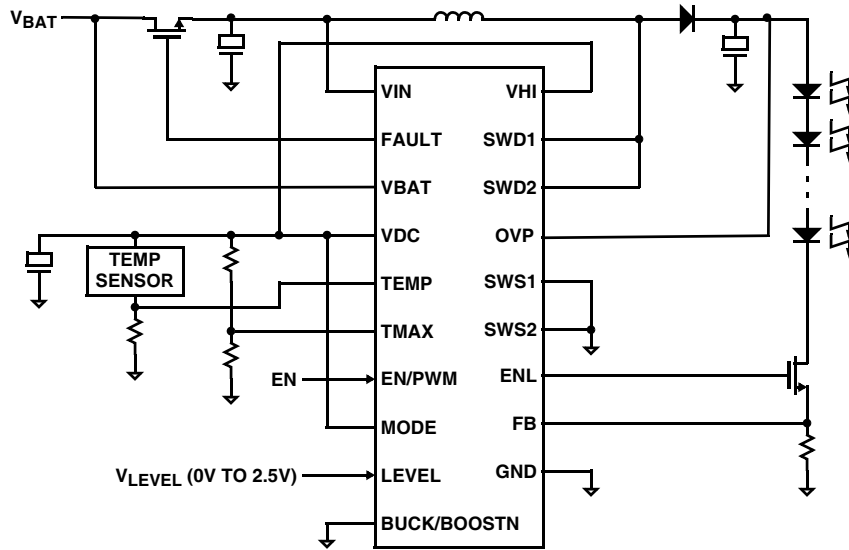 VBAT
VIN VHI
FAULT SWD1
VBAT SWD2
VDC OVP
TEMP SENSOR
TEMP SWS1
TMAX SWS2
EN EN/PWM ENL
MODE FB
VLEVEL (0V TO 2.5V) LEVEL GND
BUCK/BOOSTN